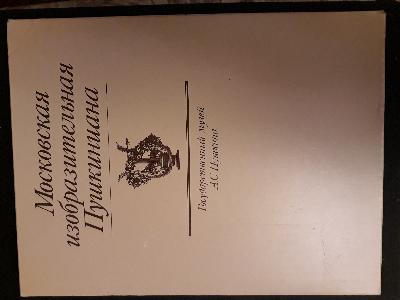 Московская
изобразительная
Пушкиниана
Государственный музей
А.С.Пушкина